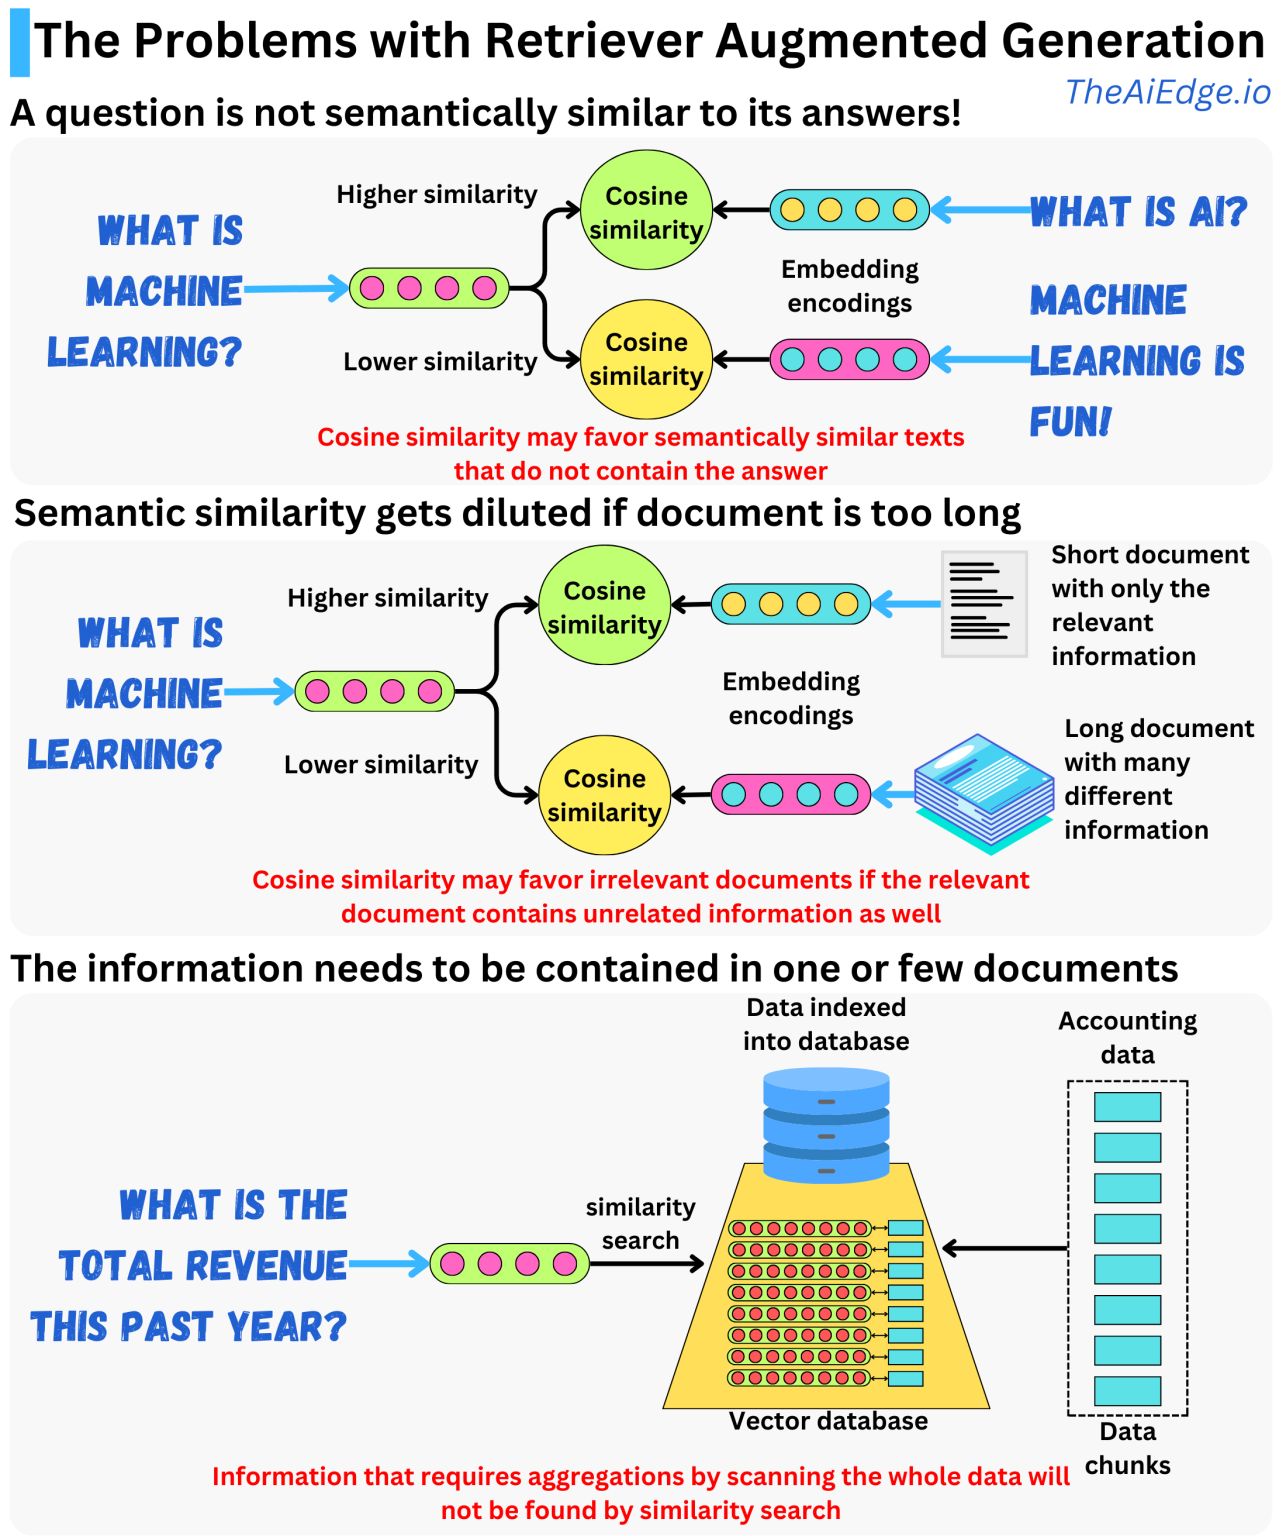 The Problems with Retriever Augmented Generation
TheAiEdge.io
A question is not semantically similar to its answers!
WHAT IS
MACHINE
LEARNING?
Higher similarity
Lower similarity
Cosine
similarity
Cosine
similarity
Embedding
encodings
WHAT IS AI?
MACHINE
LEARNING IS
FUN!
Cosine similarity may favor semantically similar texts
that do not contain the answer
Semantic similarity gets diluted if document is too long
WHAT IS
MACHINE
LEARNING?
Higher similarity
Lower similarity
Cosine
similarity
Cosine
similarity
Embedding
encodings
Short document
with only the
relevant
information
Long document
with many
different
information
Cosine similarity may favor irrelevant documents if the relevant
document contains unrelated information as well
The information needs to be contained in one or few documents
WHAT IS THE
TOTAL REVENUE
THIS PAST YEAR?
similarity
search
Data indexed
into database
Vector database
Accounting
data
Data
chunks
Information that requires aggregations by scanning the whole data will
not be found by similarity search